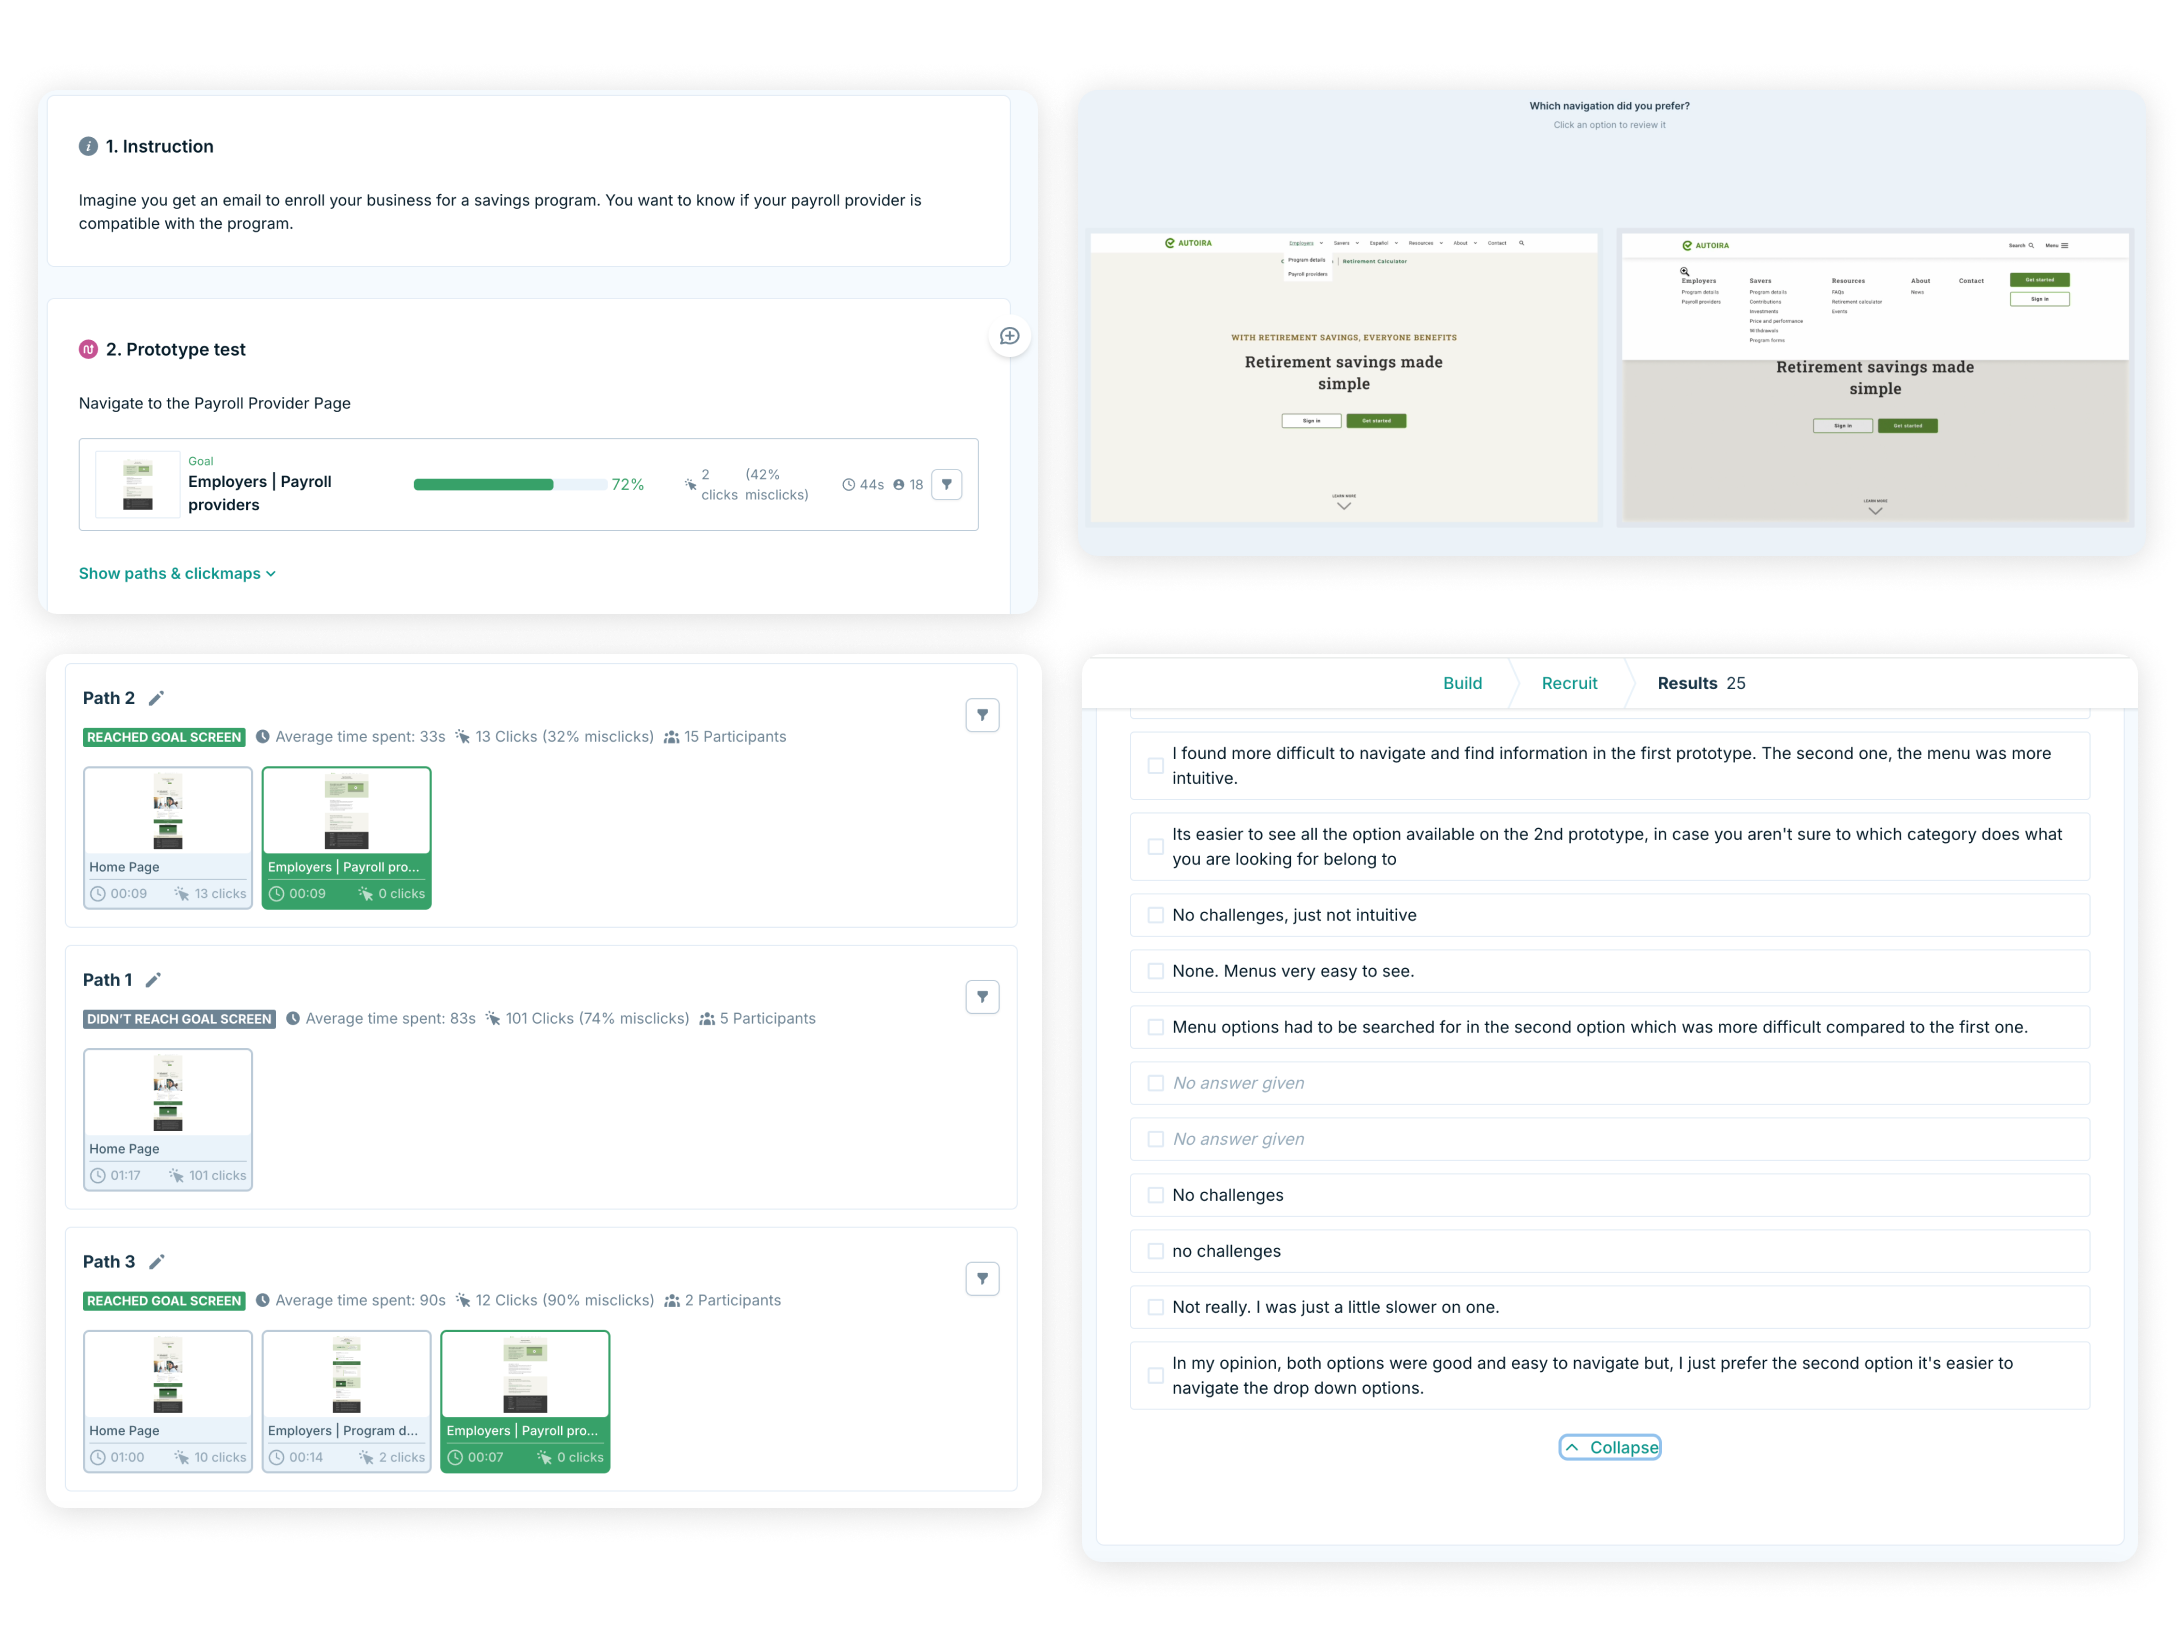 1. Instruction
Imagine you get an email to enroll your business for a savings program. You want to know if your payroll provider is
compatible with the program.
2. Prototype test
Navigate to the Payroll Provider Page
Goal
Employers | Payroll
providers
72%
2
clicks
(42%
misclicks)
44s
18
Show paths & clickmaps
Which navigation did you prefer?
Click an option to review it
AUTOIRA
Employers Savers Español Resources About Contact
Program details
Payroll providers
Retirement Calculator
WITH RETIREMENT SAVINGS, EVERYONE BENEFITS
Retirement savings made
simple
Sign in Get started
LEARN MORE
AUTOIRA
Search Menu
Employers
Program details
Payroll providers
Savers
Program details
Contributions
Investments
Price and performance
Withdrawals
Program forms
Resources
FAQs
Retirement calculator
Events
About
News
Contact
Get started
Sign in
Retirement savings made
simple
Sign in Get started
LEARN MORE
Path 2
REACHED GOAL SCREEN Average time spent: 33s 13 Clicks (32% misclicks) 15 Participants
Home Page
00:09 13 clicks
Employers | Payroll pro...
00:09 0 clicks
Path 1
DIDN'T REACH GOAL SCREEN Average time spent: 83s 101 Clicks (74% misclicks) 5 Participants
Home Page
01:17 101 clicks
Path 3
REACHED GOAL SCREEN Average time spent: 90s 12 Clicks (90% misclicks) 2 Participants
Home Page
01:00 10 clicks
Employers | Program d...
00:14 2 clicks
Employers | Payroll pro...
00:07 0 clicks
Build Recruit Results 25
I found more difficult to navigate and find information in the first prototype. The second one, the menu was more
intuitive.
Its easier to see all the option available on the 2nd prototype, in case you aren't sure to which category does what
you are looking for belong to
No challenges, just not intuitive
None. Menus very easy to see.
Menu options had to be searched for in the second option which was more difficult compared to the first one.
No answer given
No answer given
No challenges
no challenges
Not really. I was just a little slower on one.
In my opinion, both options were good and easy to navigate but, I just prefer the second option it's easier to
navigate the drop down options.
Collapse